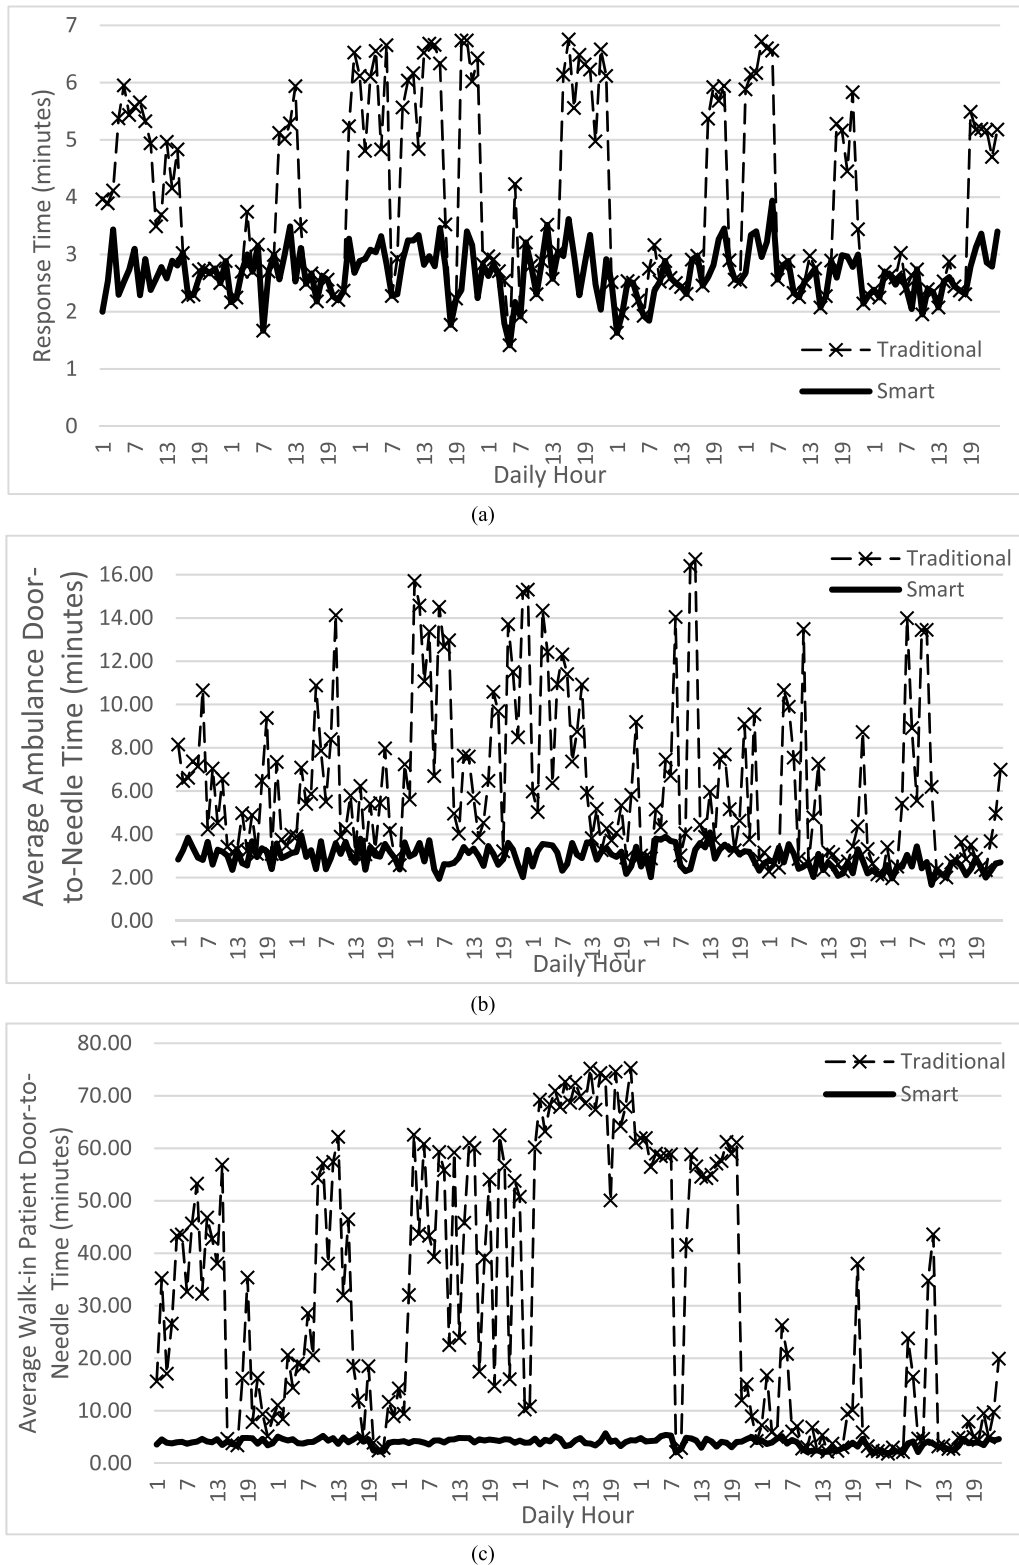 7
6
5
4
3
2
1
0
Response Time (minutes)
Traditional
Smart
1 7 13 19 1 7 13 19 1 7 13 19 1 7 13 19 1 7 13 19 1 7 13 19 1 7 13 19
Daily Hour
(a)
Traditional
Smart
16.00
14.00
12.00
10.00
8.00
6.00
4.00
2.00
0.00
Average Ambulance Door-
to-Needle Time (minutes)
1 7 13 19 1 7 13 19 1 7 13 19 1 7 13 19 1 7 13 19 1 7 13 19 1 7 13 19
Daily Hour
(b)
80.00
70.00
60.00
50.00
40.00
30.00
20.00
10.00
0.00
Average Walk-in Patient Door-to-
Needle Time (minutes)
Traditional
Smart
1 7 13 19 1 7 13 19 1 7 13 19 1 7 13 19 1 7 13 19 1 7 13 19 1 7 13 19
Daily Hour
(c)